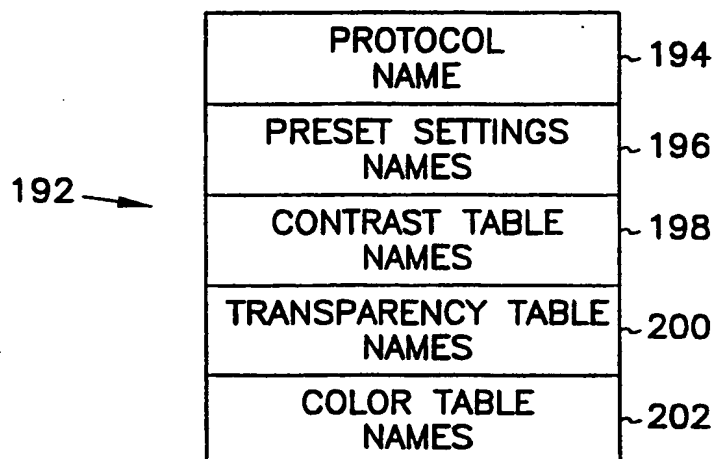 PROTOCOL
NAME
194
PRESET SETTINGS
NAMES
196
192
CONTRAST TABLE
NAMES
198
TRANSPARENCY TABLE
NAMES
200
COLOR TABLE
NAMES
202